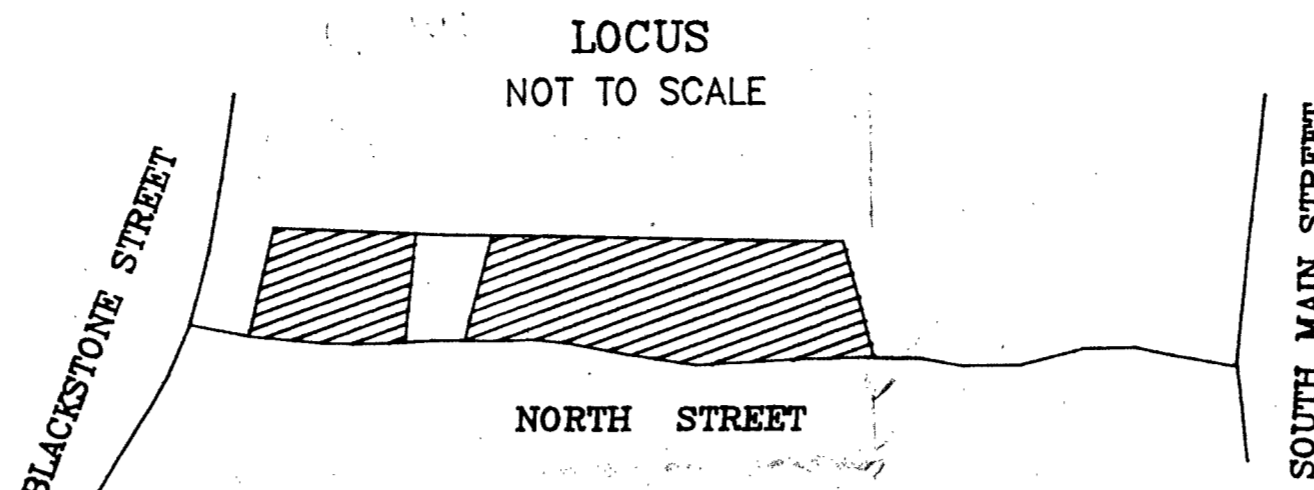 LOCUS
NOT TO SCALE
BLACKSTONE STREET
SOUTH MAIN STREET
NORTH STREET